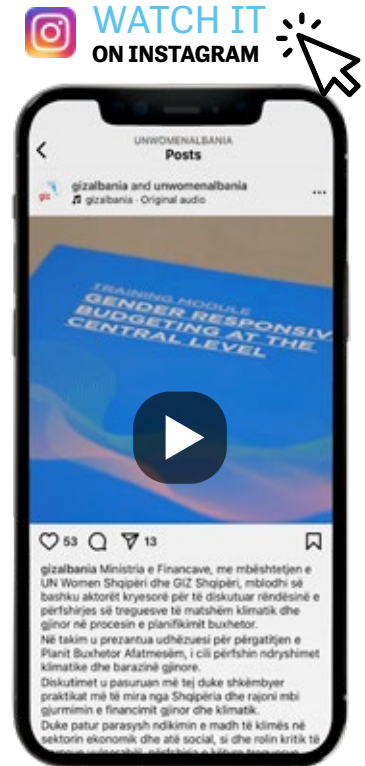 WATCH IT
ON INSTAGRAM
UNWOMENALBANIA
Posts
gizalbania and unwomenalbania
giz
gizalbania · Original audio
TRAINING MODULE
GENDER RESPONSIV
BUDGETING AT THE
CENTRAL LEVEL
53
13
gizalbania Ministria e Financave, me mbështetjen e
UN Women Shqipëri dhe GIZ Shqipëri, mblodhi së
bashku aktorët kryesorë për të diskutuar rëndësinë e
përfshirjes së treguesve të matshëm klimatik dhe
gjinor në procesin e planifikimit buxhetor.
Në takim u prezantua udhëzuesi për përgatitjen e
Planit Buxhetor Afatmesëm, i cili përfshin ndryshimet
klimatike dhe barazinë gjinore.
Diskutimet u pasuruan më tej duke shkëmbyer
praktikat më të mira nga Shqipëria dhe rajoni mbi
gjurmimin e financimit gjinor dhe klimatik.
Duke patur parasysh ndikimin e madh të klimës në
sektorin ekonomik dhe atë social, si dhe rolin kritik të